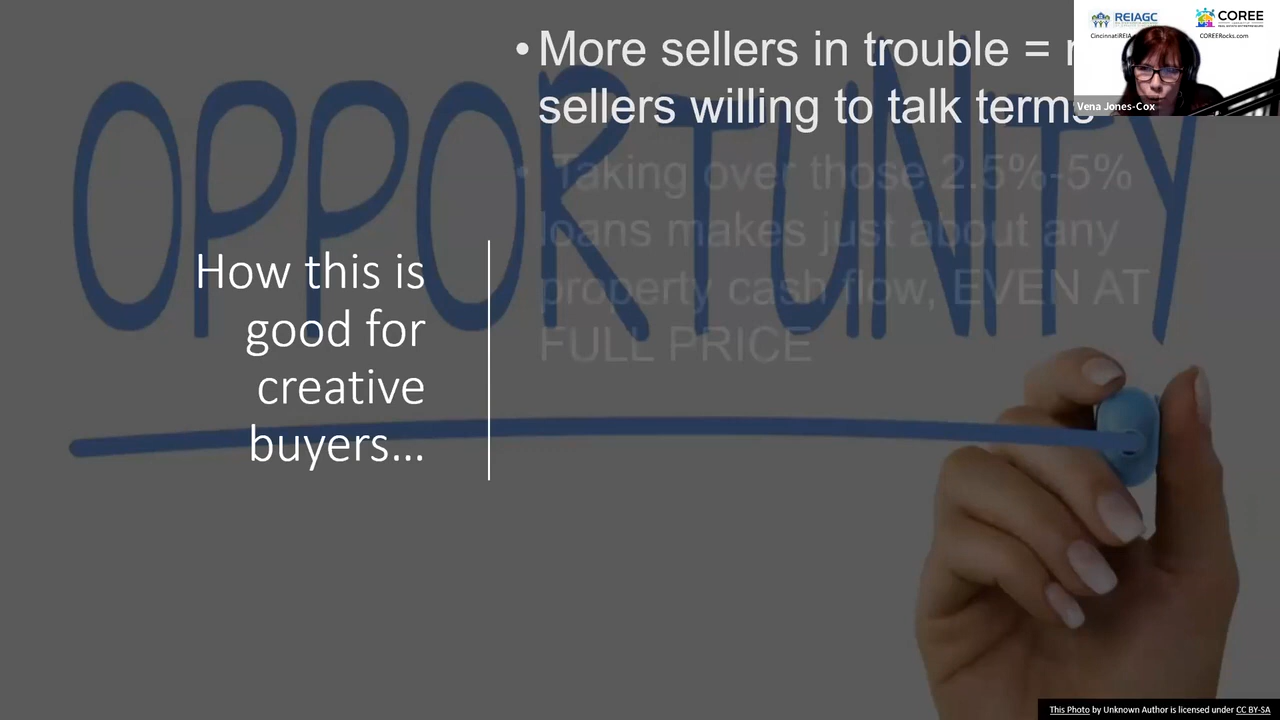 OPPORTUNITY
How this is
good for
creative
buyers...
• More sellers in trouble =
sellers willing to talk terms
• Taking over those 2.5%-5%
loans makes just about any
property cash flow, EVEN AT
FULL PRICE
REIAGC
COREE
COREERocks.com
Vena Jones-Cox
This Photo by Unknown Author is licensed under CC BY-SA